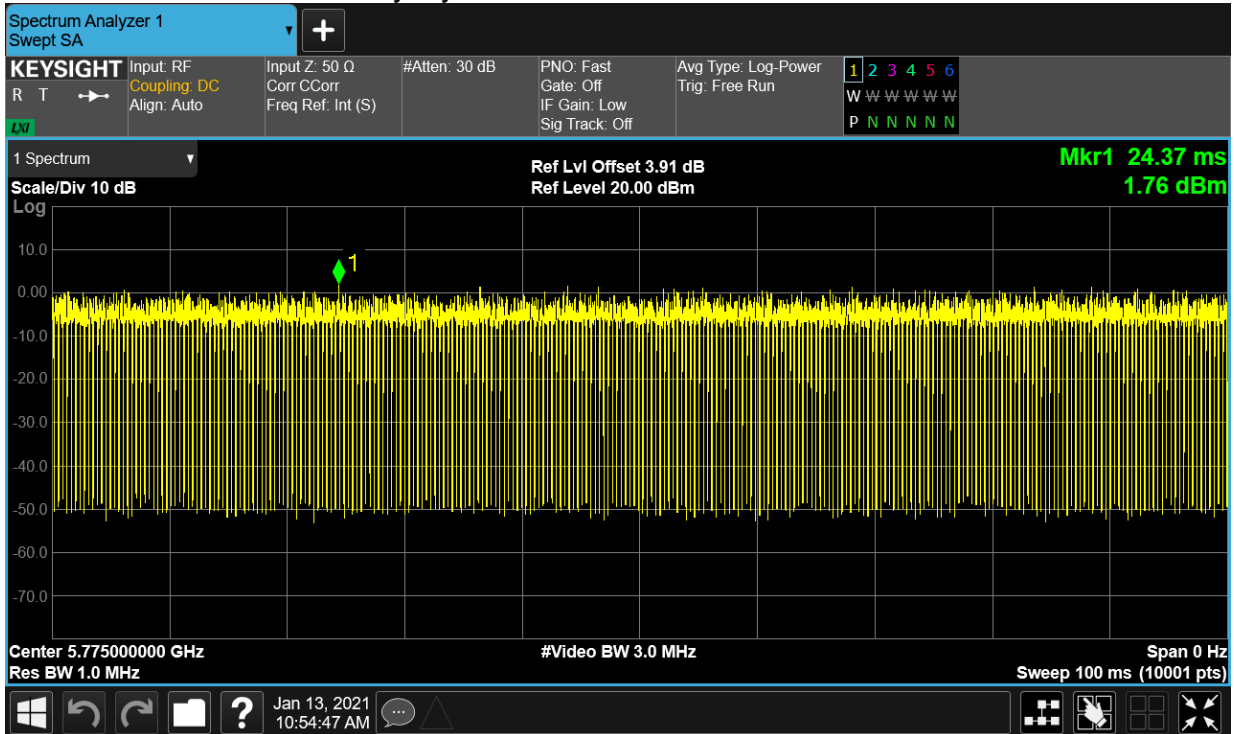 Spectrum Analyzer 1
Swept SA
KEYSIGHT
R T
LXI
Input: RF
Coupling: DC
Align: Auto
Input Z: 50 Ω
Corr CCorr
Freq Ref: Int (S)
#Atten: 30 dB
PNO: Fast
Gate: Off
IF Gain: Low
Sig Track: Off
Avg Type: Log-Power
Trig: Free Run
1 2 3 4 5 6
W W W W W W
P N N N N N
1 Spectrum
Scale/Div 10 dB
Log
Ref Lvl Offset 3.91 dB
Ref Level 20.00 dBm
Mkr1 24.37 ms
1.76 dBm
10.0
1
0.00
-10.0
-20.0
-30.0
-40.0
-50.0
-60.0
-70.0
Center 5.775000000 GHz
Res BW 1.0 MHz
#Video BW 3.0 MHz
Span 0 Hz
Sweep 100 ms (10001 pts)
?
Jan 13, 2021
10:54:47 AM